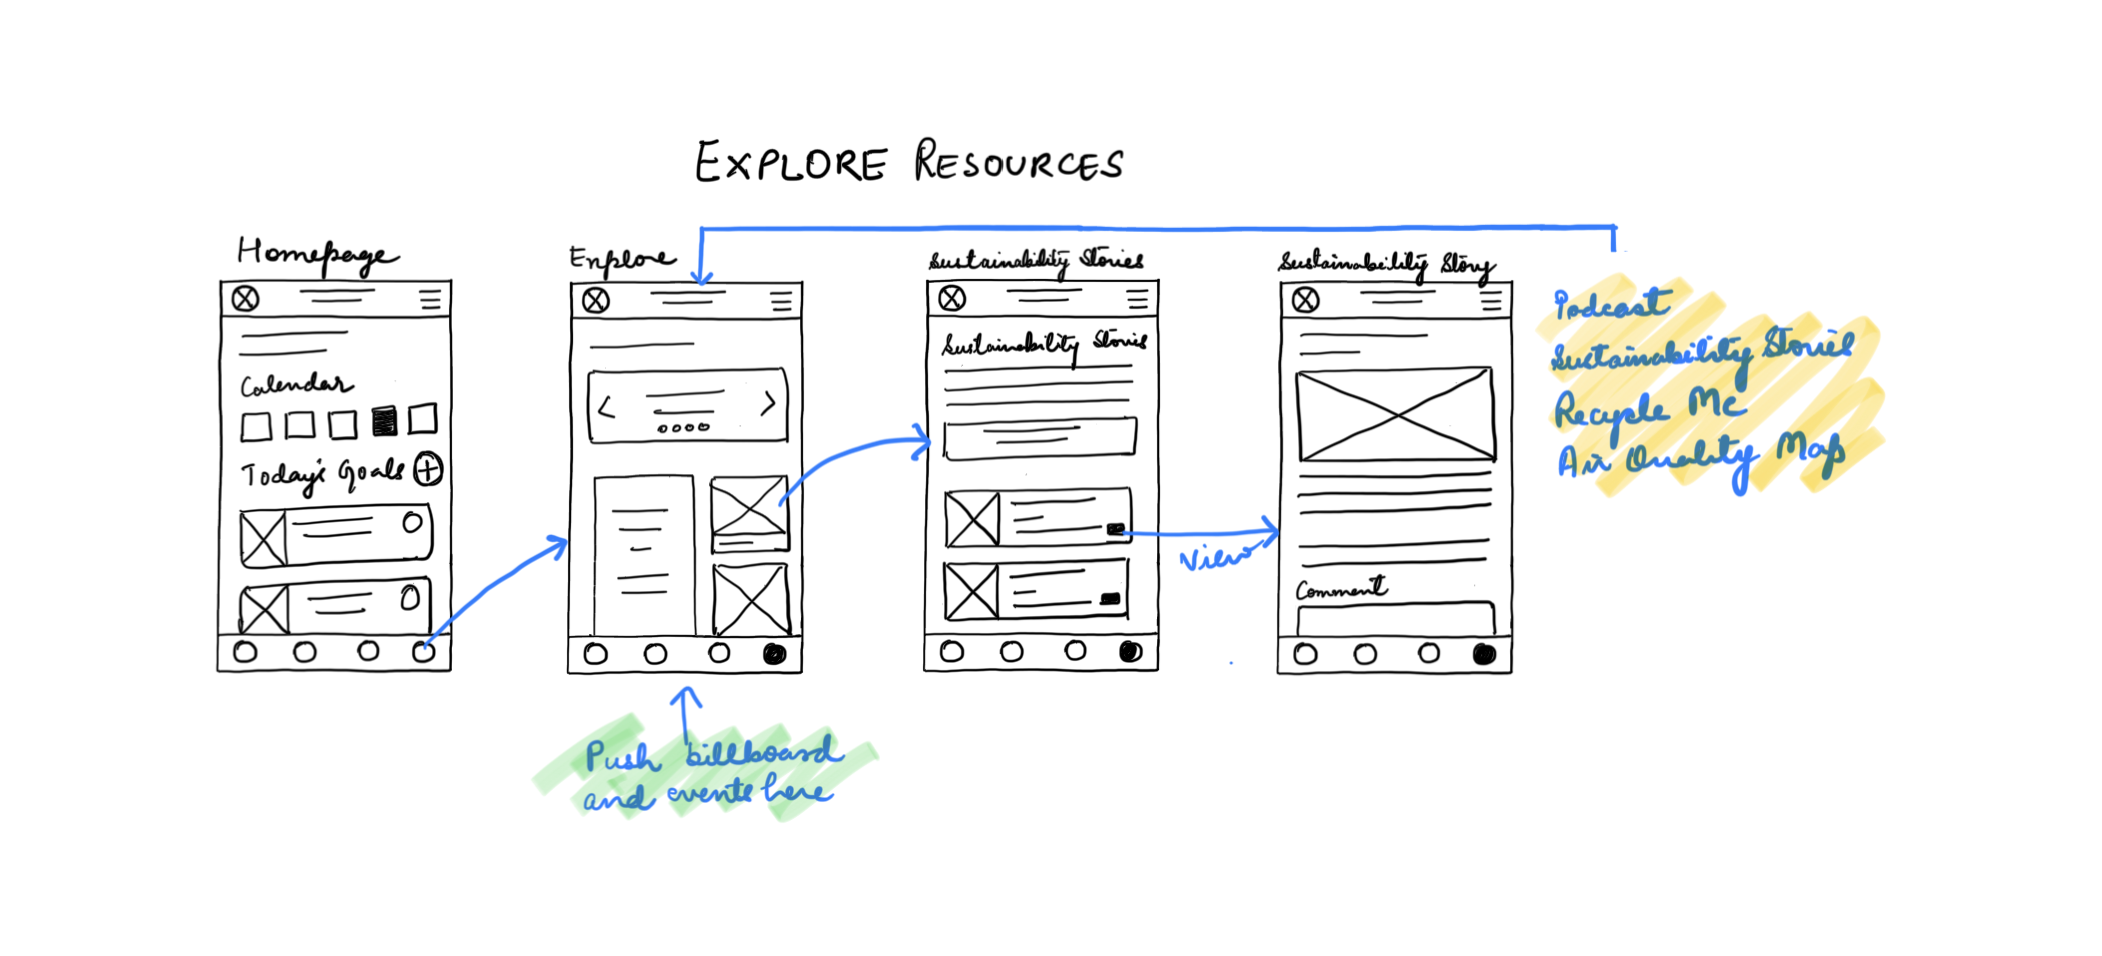 EXPLORE RESOURCES
Homepage
Explore
Sustainability Stories
Sustainability Story
Calendar
Today's Goals
Sustainability Stories
View
Comment
Podcast
Sustainability Stories
Recycle Me
Air Quality Map
Push billboard
and events here